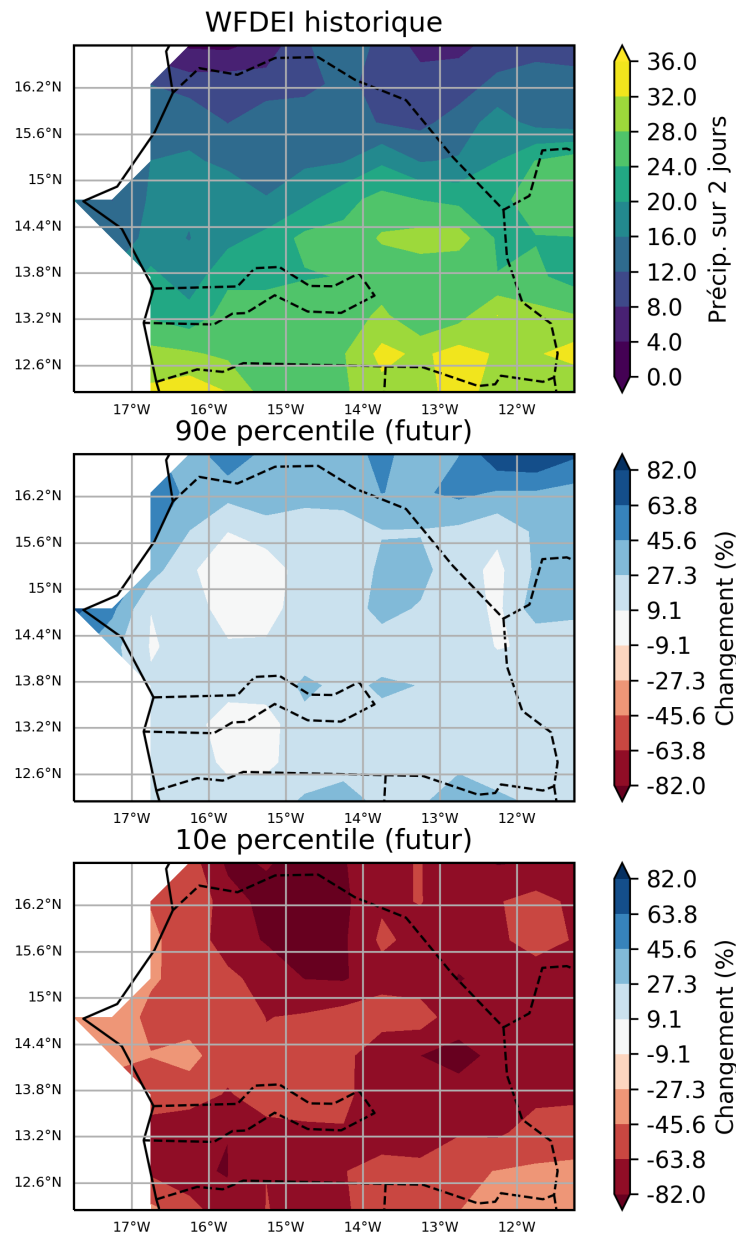 WFDEI historique
16.2°N
15.6°N
15°N
14.4°N
13.8°N
13.2°N
12.6°N
17°W
16°W
15°W
14°W
13°W
12°W
36.0
32.0
28.0
24.0
20.0
16.0
12.0
8.0
4.0
0.0
Précip. sur 2 jours
90e percentile (futur)
16.2°N
15.6°N
15°N
14.4°N
13.8°N
13.2°N
12.6°N
17°W
16°W
15°W
14°W
13°W
12°W
82.0
63.8
45.6
27.3
9.1
-9.1
-27.3
-45.6
-63.8
-82.0
Changement (%)
10e percentile (futur)
16.2°N
15.6°N
15°N
14.4°N
13.8°N
13.2°N
12.6°N
17°W
16°W
15°W
14°W
13°W
12°W
82.0
63.8
45.6
27.3
9.1
-9.1
-27.3
-45.6
-63.8
-82.0
Changement (%)